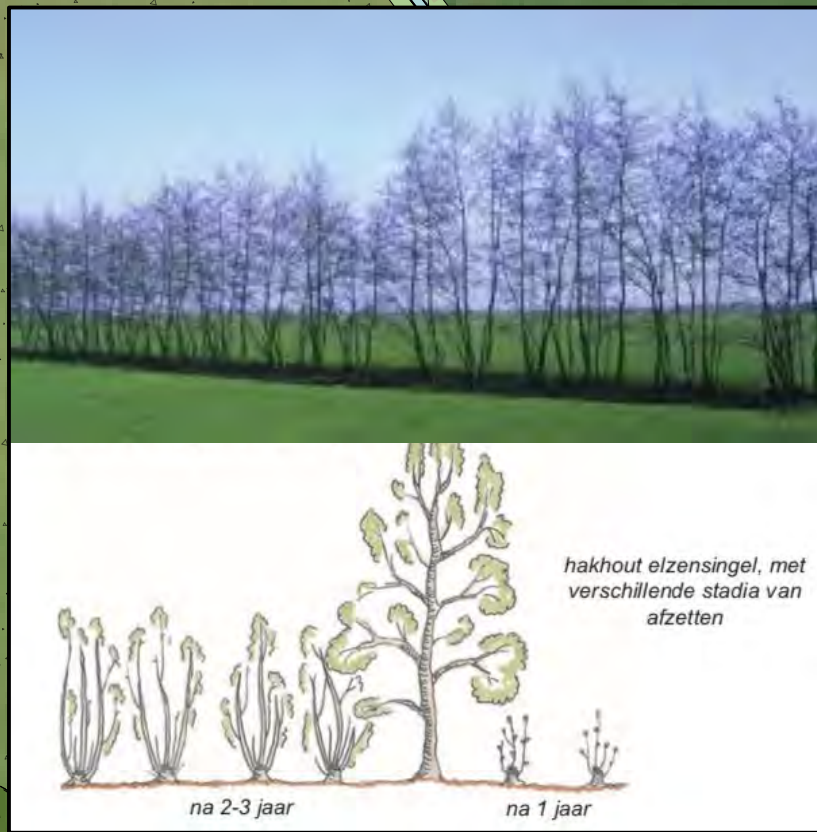 hakhout elzensingel, met
verschillende stadia van
afzetten
na 2-3 jaar
na 1 jaar